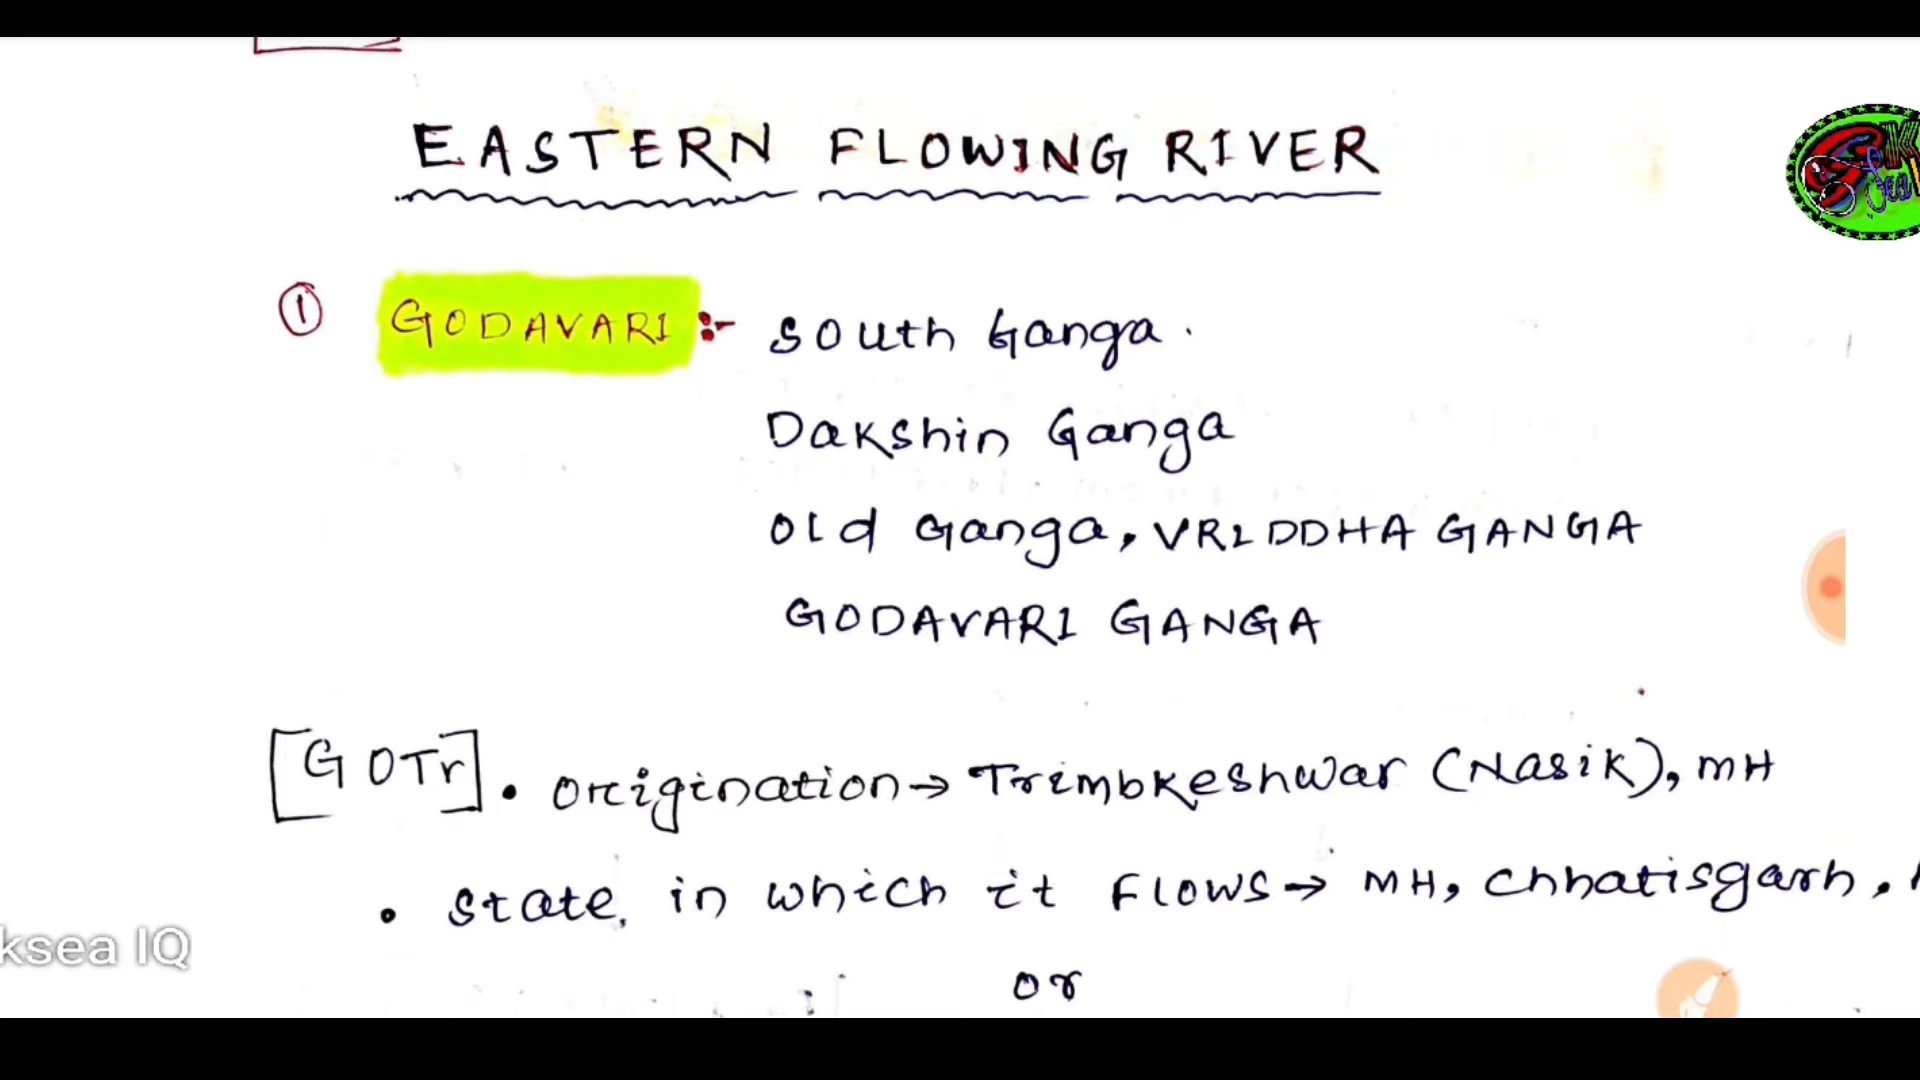 EASTERN FLOWING RIVER
① GODAVARI :- South Ganga.
Dakshin Ganga
Old Ganga, VRIDDHA GANGA
GODAVARI GANGA
[GOTr] • Origination → Trimbkeshwar (Nasik), MH
• State, in which it FLOWS → MH, Chhatisgarh,
or
ksea IQ